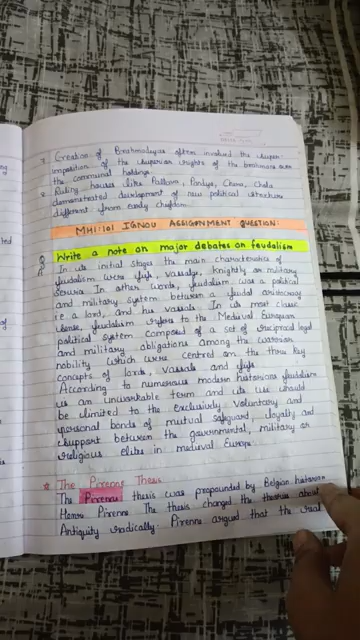 Creation of Brahmadeyas often involved the super-
imposition of the superior rights of the brahmans over
the communal holdings.
Ruling houses like Pallava, Pandya, Chera, Chola
demonstrated development of new political structure
different from early chiefdom.
MHI:101 IGNOU ASSIGNMENT QUESTION:
Q Write a note on major debates on feudalism
In its initial stages the main characteristics of
feudalism were fiefs, vassalage, knightly or military
service In other words, feudalism was a political
and military system between a feudal aristocracy
i.e a lord, and his vassals. In its most classic
sense, feudalism refers to the Medieval European
political system composed of a set of reciprocal legal
and military obligations among the warrior
nobility which were centred on the three key
concepts of lords, vassals and fiefs
According to numerous modern historians feudalism
is an unworkable term and its use should
be limited to the exclusively voluntary and
personal bonds of mutual safeguard, loyalty and
support between the governmental, military or
religious elites in medieval Europe.
☆ The Pirenne Thesis
The Pirenne thesis was propounded by Belgian historian
Henri Pirenne The thesis changed the theories about
Antiquity radically. Pirenne argued that the real